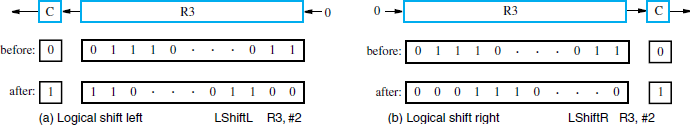 C R3 0
before: 0 0 1 1 1 0 · · · 0 1 1
after: 1 1 1 0 · · · 0 1 1 0 0
(a) Logical shift left LShiftL R3, #2
0 R3 C
before: 0 1 1 1 0 · · · 0 1 1 0
after: 0 0 0 1 1 1 0 · · · 0 1
(b) Logical shift right LShiftR R3, #2